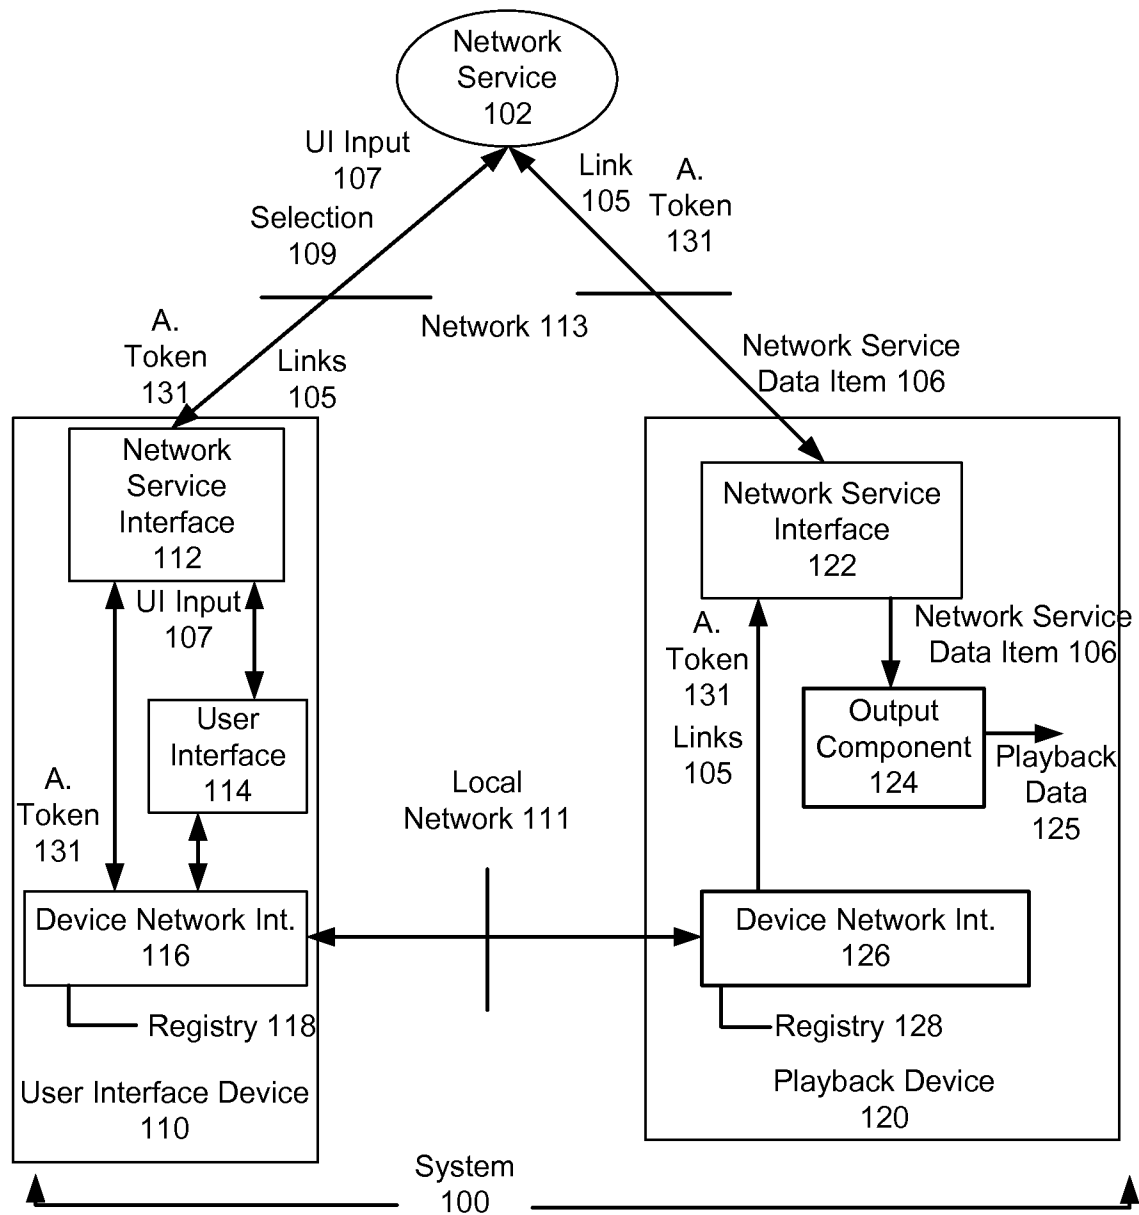 Network
Service
102
UI Input
107
Selection
109
Link
105
A.
Token
131
Network 113
A.
Token
131
Links
105
Network Service
Data Item 106
Network
Service
Interface
112
UI Input
107
User
Interface
114
A.
Token
131
Device Network Int.
116
Registry 118
User Interface Device
110
Local
Network 111
Network Service
Interface
122
A.
Token
131
Links
105
Network Service
Data Item 106
Output
Component
124
Playback
Data
125
Device Network Int.
126
Registry 128
Playback Device
120
System
100